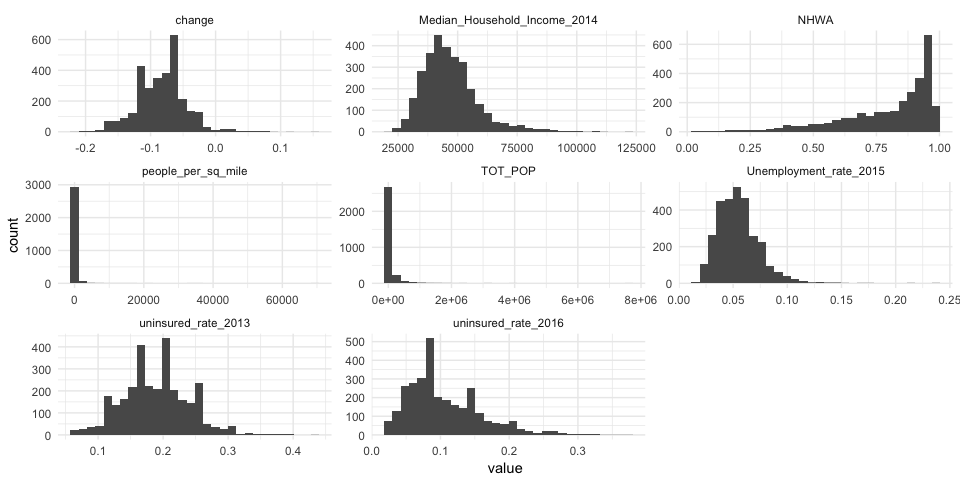 change
Median_Household_Income_2014
NHWA
600
400
200
0
-0.2 -0.1 0.0 0.1
400
300
200
100
0
25000 50000 75000 100000 125000
600
400
200
0
0.00 0.25 0.50 0.75 1.00
people_per_sq_mile
TOT_POP
Unemployment_rate_2015
3000
2000
1000
0
0 20000 40000 60000
2000
1000
0
0e+00 2e+06 4e+06 6e+06 8e+06
400
200
0
0.00 0.05 0.10 0.15 0.20 0.25
count
uninsured_rate_2013
uninsured_rate_2016
400
300
200
100
0
0.1 0.2 0.3 0.4
500
400
300
200
100
0
0.0 0.1 0.2 0.3
value